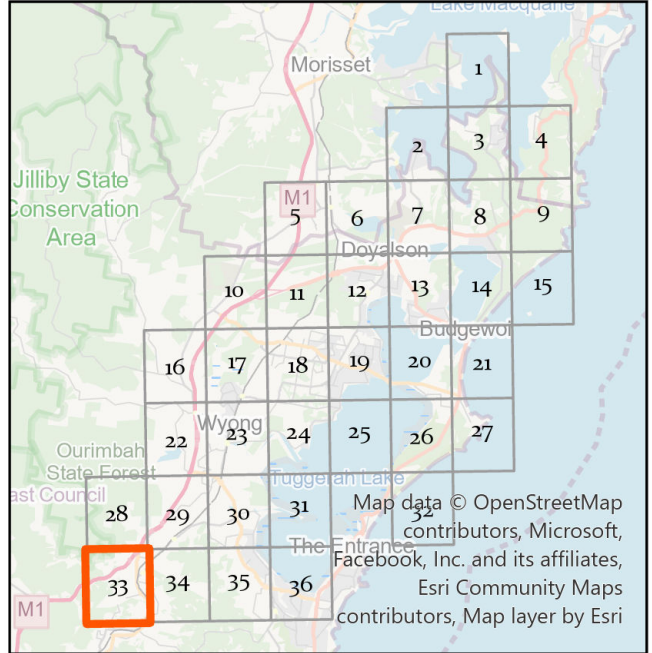 Lake Macquarie
Morisset
1
2
3
4
Jilliby State
Conservation
Area
M1
5
6
7
8
9
Doyalson
10
11
12
13
14
15
Budgewoi
16
17
18
19
20
21
Wyong
22
23
24
25
26
27
Ourimbah
State Forest
ast Council
Tuggerah Lake
28
29
30
31
32
The Entrance
33
34
35
36
M1
Map data © OpenStreetMap
contributors, Microsoft,
Facebook, Inc. and its affiliates,
Esri Community Maps
contributors, Map layer by Esri